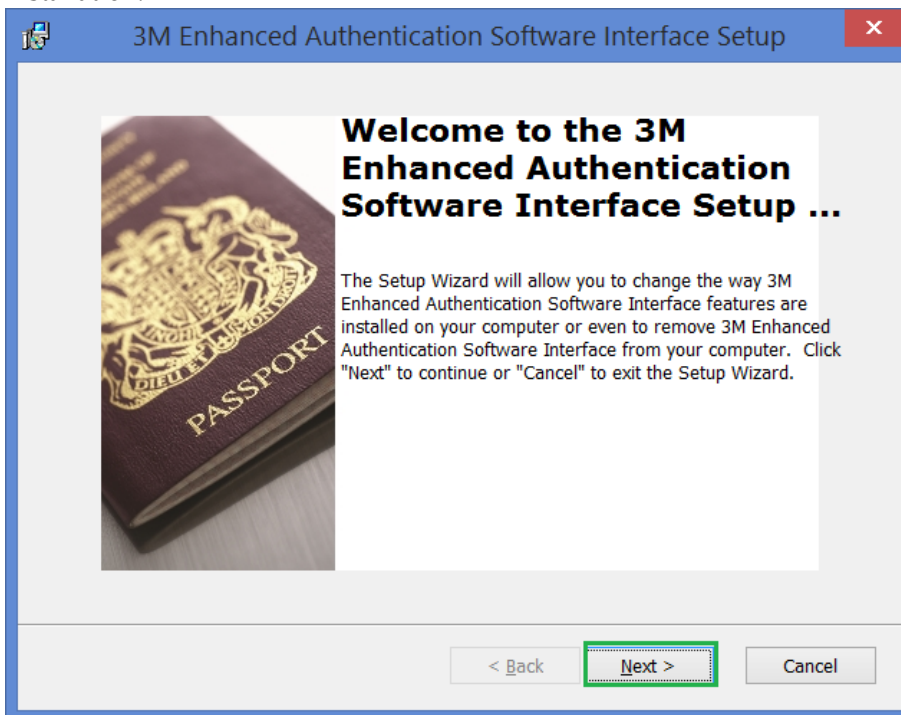 3M Enhanced Authentication Software Interface Setup
Welcome to the 3M
Enhanced Authentication
Software Interface Setup ...
The Setup Wizard will allow you to change the way 3M
Enhanced Authentication Software Interface features are
installed on your computer or even to remove 3M Enhanced
Authentication Software Interface from your computer. Click
"Next" to continue or "Cancel" to exit the Setup Wizard.
DIEU ET MON DROIT
PASSPORT
< Back
Next >
Cancel